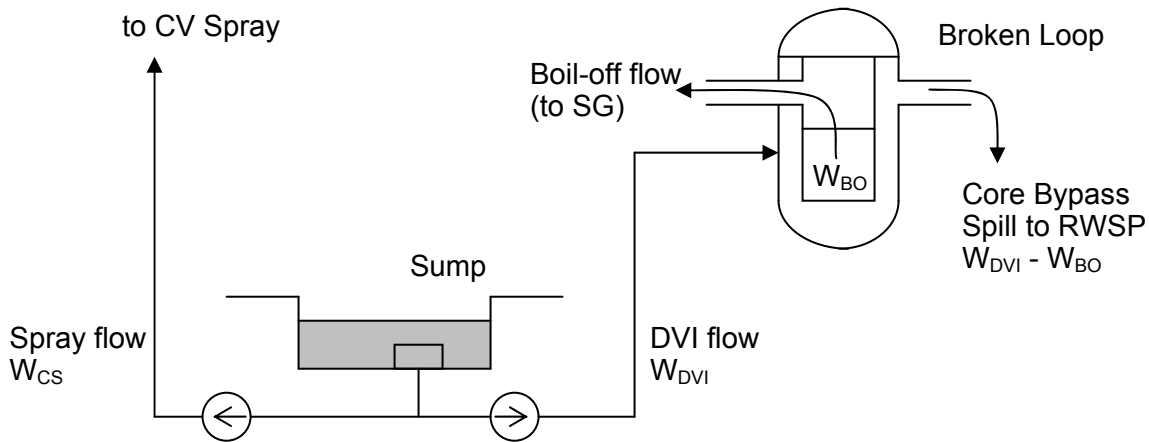 to CV Spray
Broken Loop
Boil-off flow
(to SG)
W_BO
Core Bypass
Spill to RWSP
W_DVI - W_BO
Sump
Spray flow
W_CS
DVI flow
W_DVI